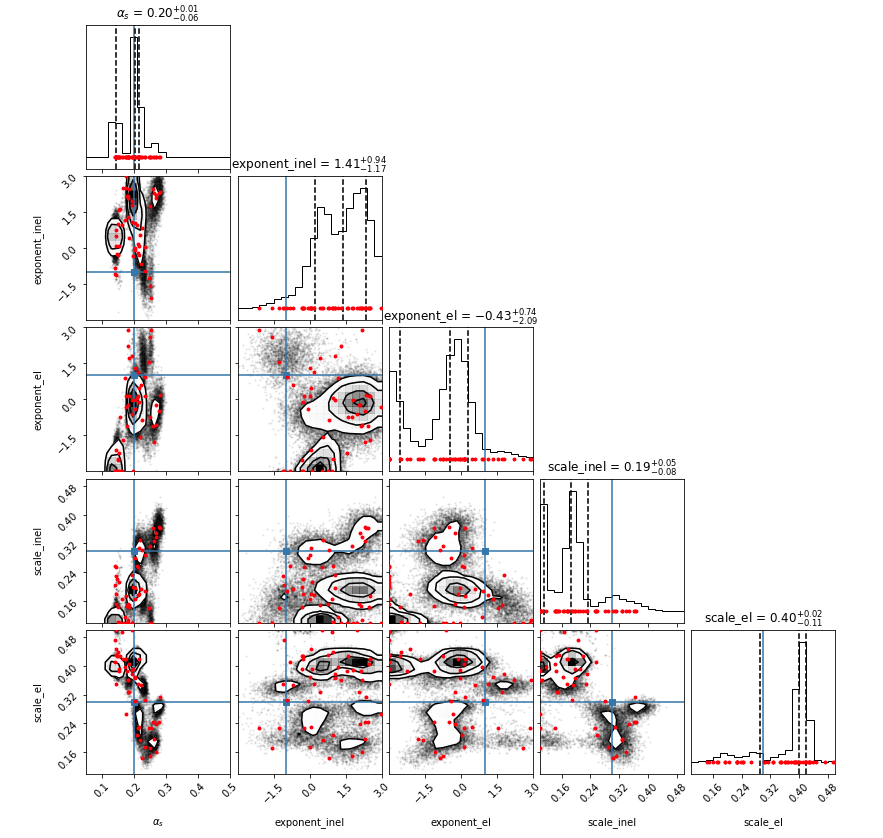 α_s = 0.20^{+0.01}_{-0.06}
exponent_inel = 1.41^{+0.94}_{-1.17}
3.0
1.5
0.0
−1.5
exponent_inel
exponent_el = −0.43^{+0.74}_{-2.09}
3.0
1.5
0.0
−1.5
exponent_el
scale_inel = 0.19^{+0.05}_{-0.08}
0.48
0.40
0.32
0.24
0.16
scale_inel
scale_el = 0.40^{+0.02}_{-0.11}
0.48
0.40
0.32
0.24
0.16
scale_el
0.1 0.2 0.3 0.4 0.5 −1.5 0.0 1.5 3.0 −1.5 0.0 1.5 3.0 0.16 0.24 0.32 0.40 0.48 0.16 0.24 0.32 0.40 0.48
α_s exponent_inel exponent_el scale_inel scale_el